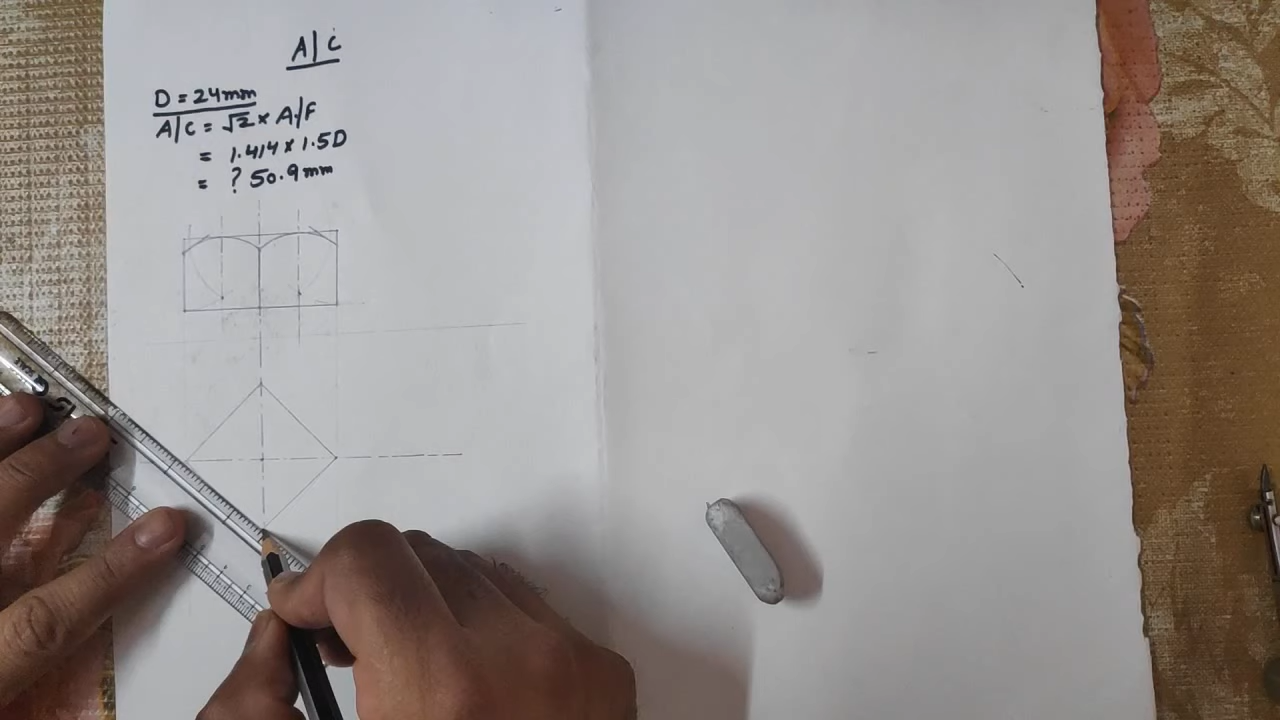 A/C
D = 24mm
A/C = √2 × A/F
= 1.414 × 1.5D
= ? 50.9mm